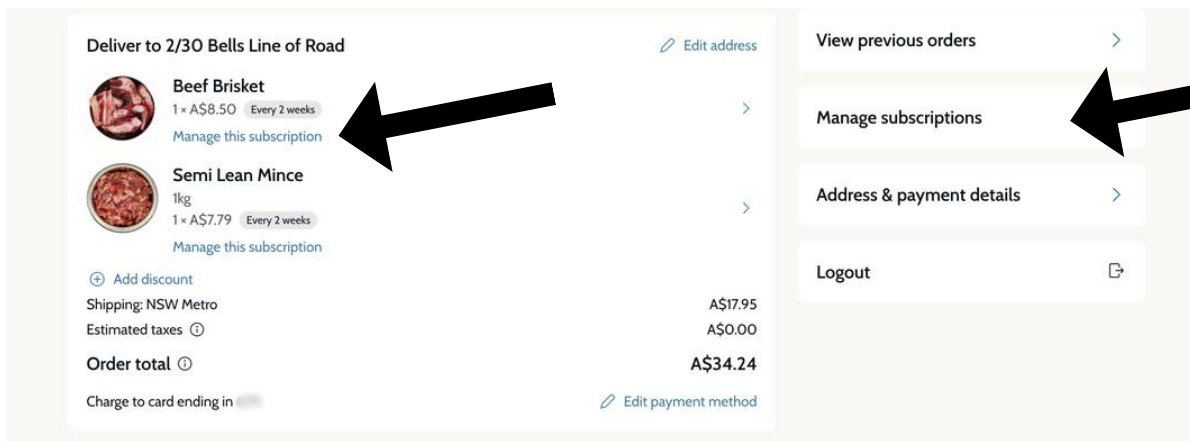 Deliver to 2/30 Bells Line of Road
Edit address
Beef Brisket
1 × A$8.50 Every 2 weeks
Manage this subscription
Semi Lean Mince
1kg
1 × A$7.79 Every 2 weeks
Manage this subscription
Add discount
Shipping: NSW Metro A$17.95
Estimated taxes A$0.00
Order total A$34.24
Charge to card ending in
Edit payment method
View previous orders
Manage subscriptions
Address & payment details
Logout